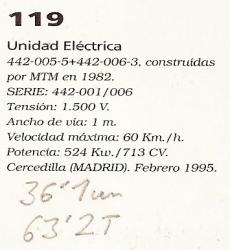 119
Unidad Eléctrica
442-005-5+442-006-3, construídas
por MTM en 1982.
SERIE: 442-001/006
Tensión: 1.500 V.
Ancho de vía: 1 m.
Velocidad máxima: 60 Km./h.
Potencia: 524 Kw./713 CV.
Cercedilla (MADRID). Febrero 1995.
36'1
63'2T